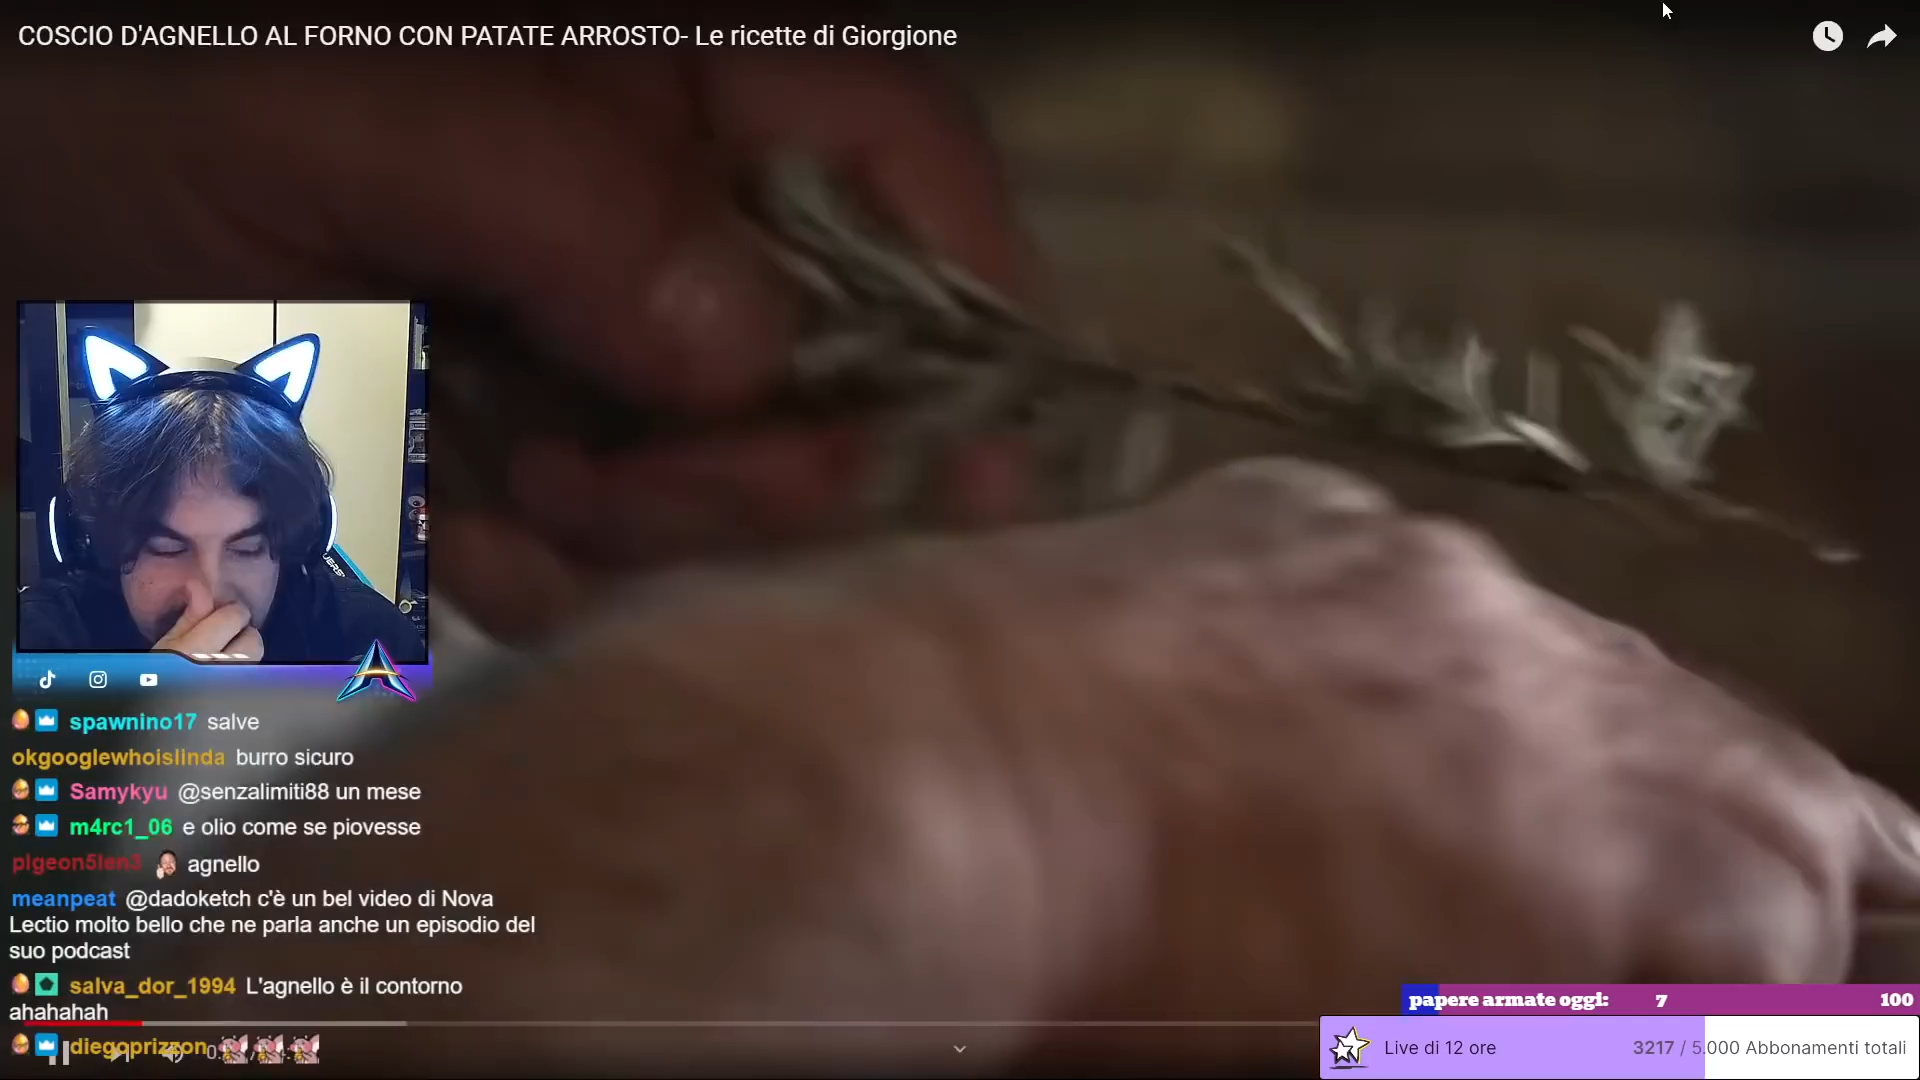 COSCIO D'AGNELLO AL FORNO CON PATATE ARROSTO- Le ricette di Giorgione
spawnino17 salve
okgooglewhoislinda burro sicuro
Samykyu @senzalimiti88 un mese
m4rc1_06 e olio come se piovesse
plgeon5len3 agnello
meanpeat @dadoketch c'è un bel video di Nova
Lectio molto bello che ne parla anche un episodio del
suo podcast
salva_dor_1994 L'agnello è il contorno
ahahahah
diegoprizzon
papere armate oggi: 7 100
Live di 12 ore 3217 / 5.000 Abbonamenti totali